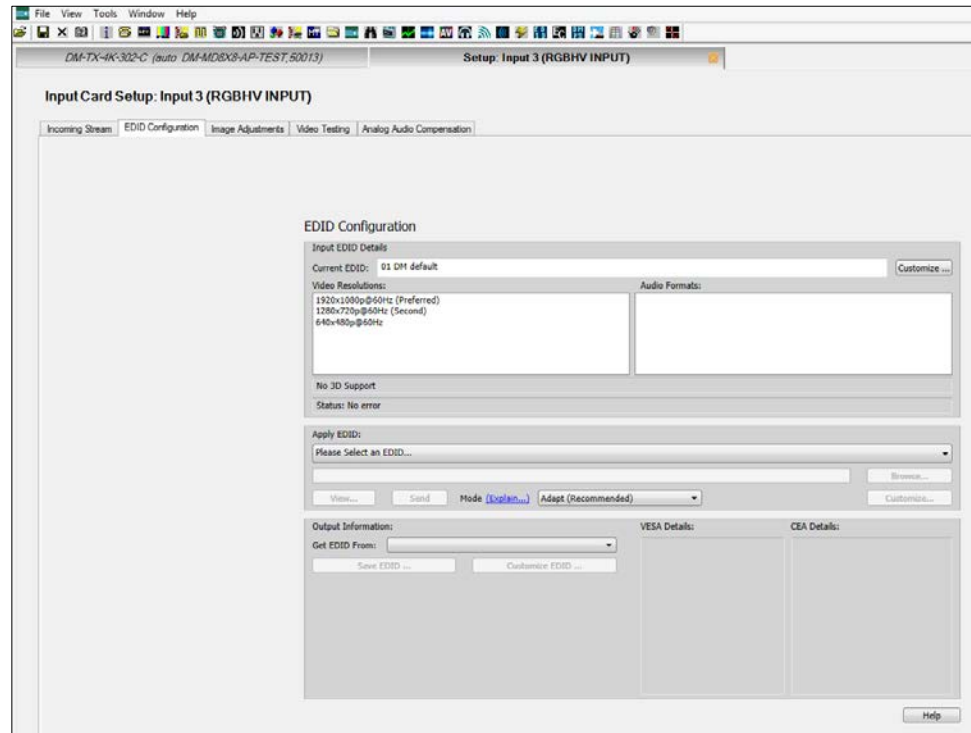 File View Tools Window Help
DM-TX-4K-302-C (auto DM-MD8X8-AP-TEST,50013)
Setup: Input 3 (RGBHV INPUT)
Input Card Setup: Input 3 (RGBHV INPUT)
Incoming Stream EDID Configuration Image Adjustments Video Testing Analog Audio Compensation
EDID Configuration
Input EDID Details
Current EDID: 01 DM default Customize ...
Video Resolutions: Audio Formats:
1920x1080p@60Hz (Preferred)
1280x720p@60Hz (Second)
640x480p@60Hz
No 3D Support
Status: No error
Apply EDID:
Please Select an EDID...
Browse...
View... Send Mode (Explain...) Adapt (Recommended) Customize...
Output Information: VESA Details: CEA Details:
Get EDID From:
Save EDID ... Customize EDID ...
Help